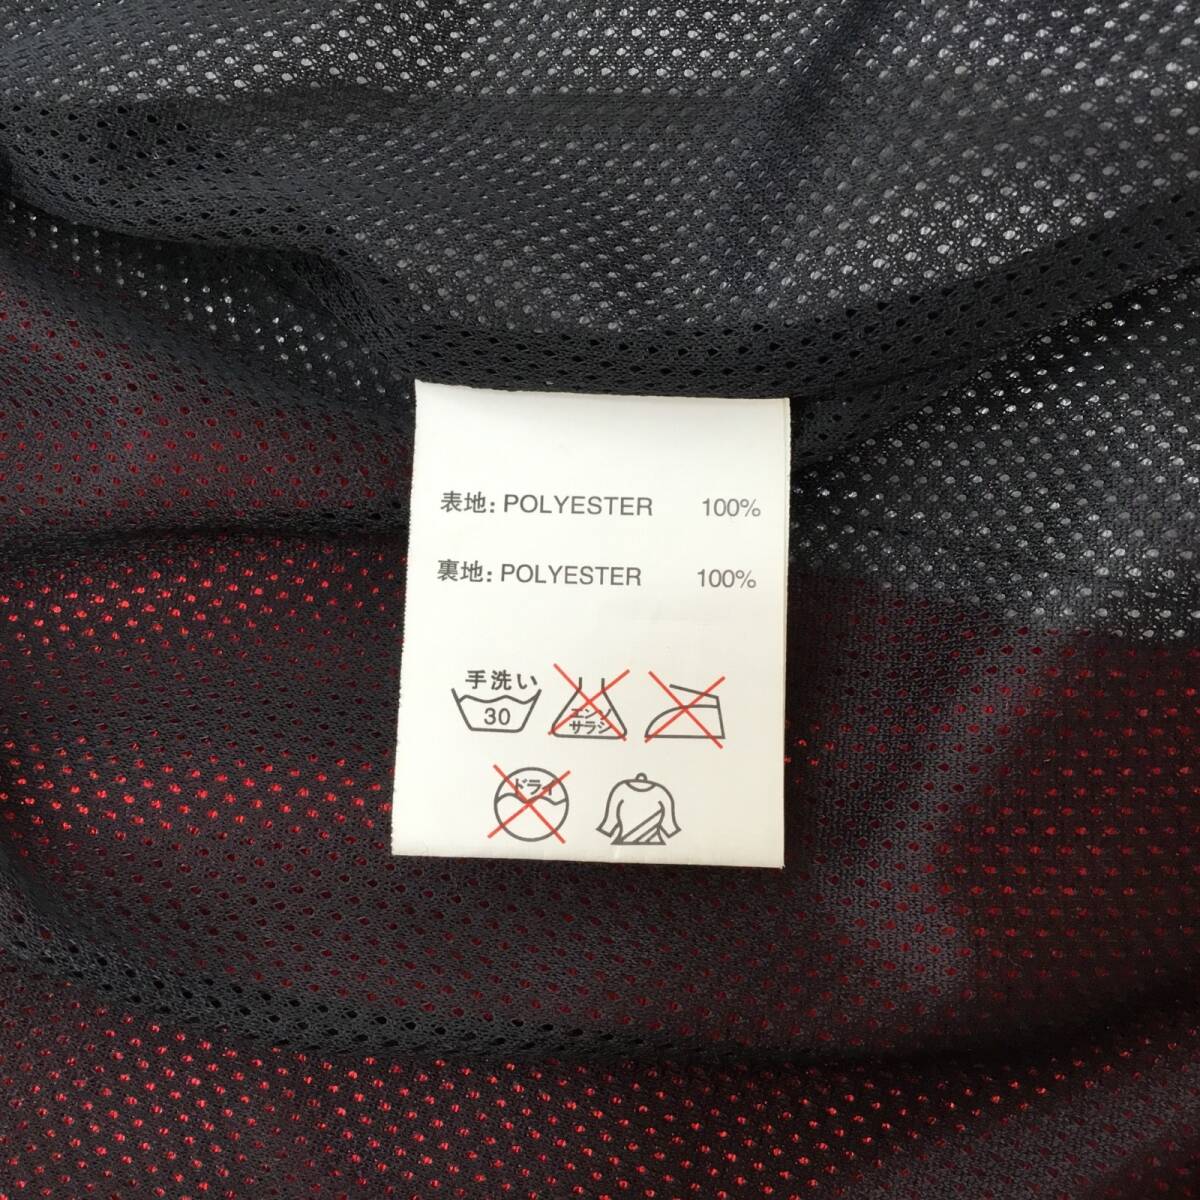 表地: POLYESTER 100%
裏地: POLYESTER 100%
手洗い
30
エンソ
サラシ
ドライ